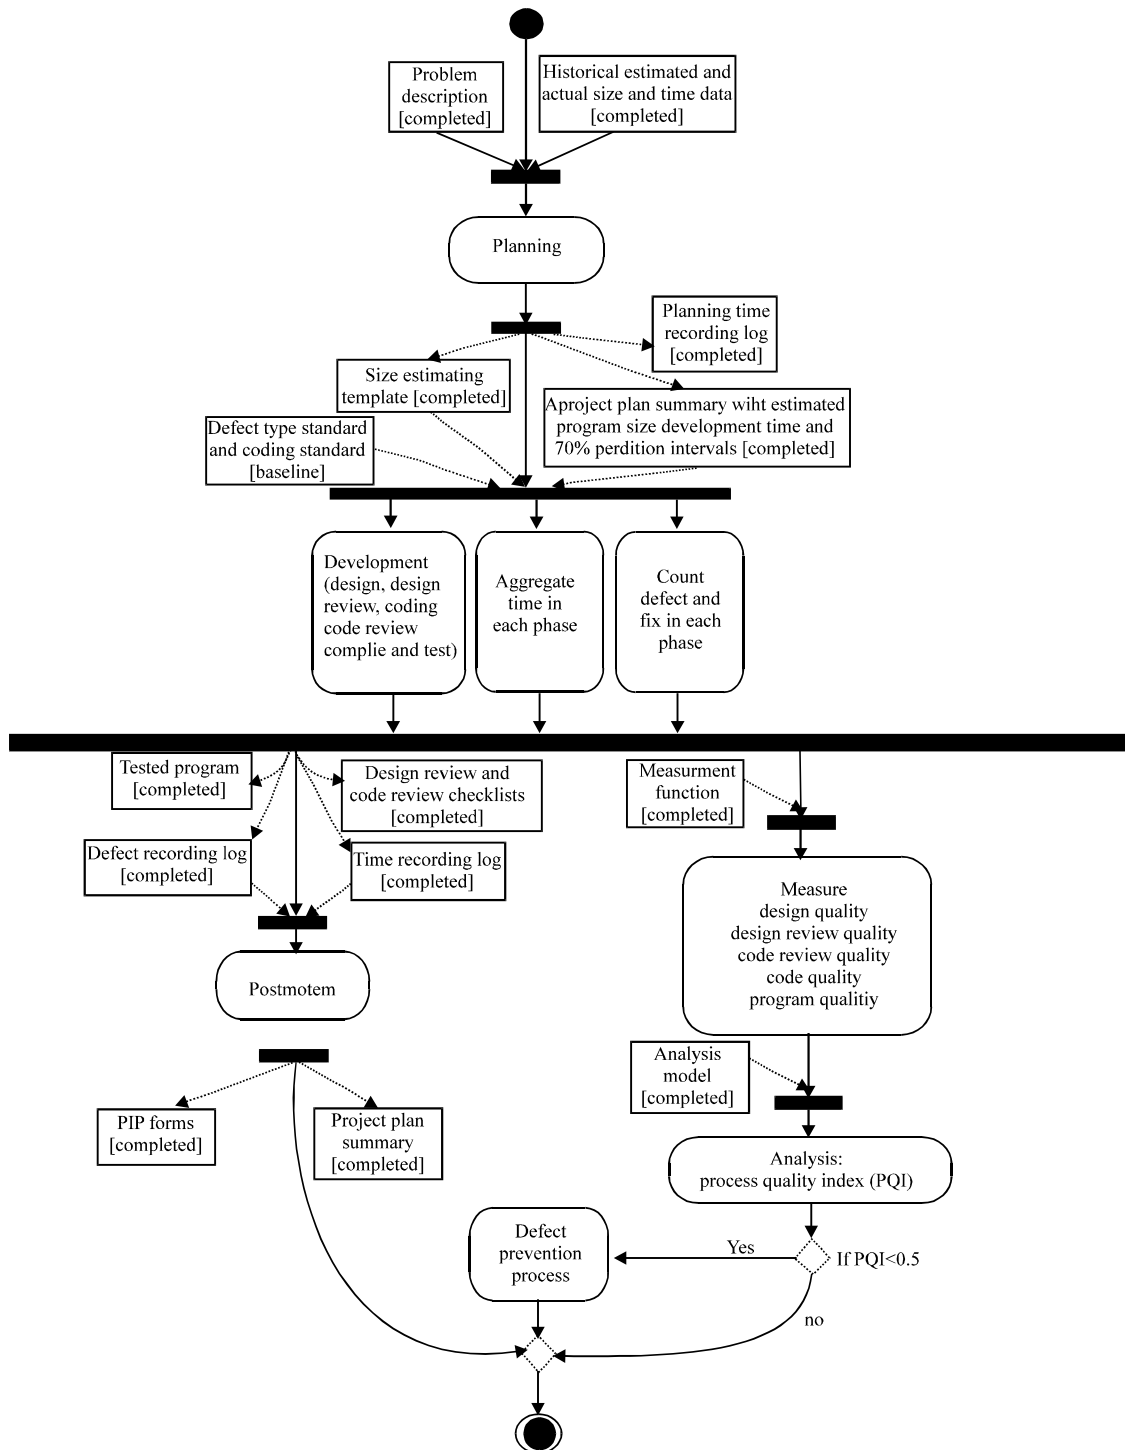 Problem
description
[completed]
Historical estimated and
actual size and time data
[completed]
Planning
Planning time
recording log
[completed]
Size estimating
template [completed]
Aproject plan summary wiht estimated
program size development time and
70% perdition intervals [completed]
Defect type standard
and coding standard
[baseline]
Development
(design, design
review, coding
code review
complie and test)
Aggregate
time in
each phase
Count
defect and
fix in each
phase
Tested program
[completed]
Design review and
code review checklists
[completed]
Measurment
function
[completed]
Defect recording log
[completed]
Time recording log
[completed]
Measure
design quality
design review quality
code review quality
code quality
program qualitiy
Postmotem
Analysis
model
[completed]
PIP forms
[completed]
Project plan
summary
[completed]
Analysis:
process quality index (PQI)
Defect
prevention
process
Yes
If PQI<0.5
no